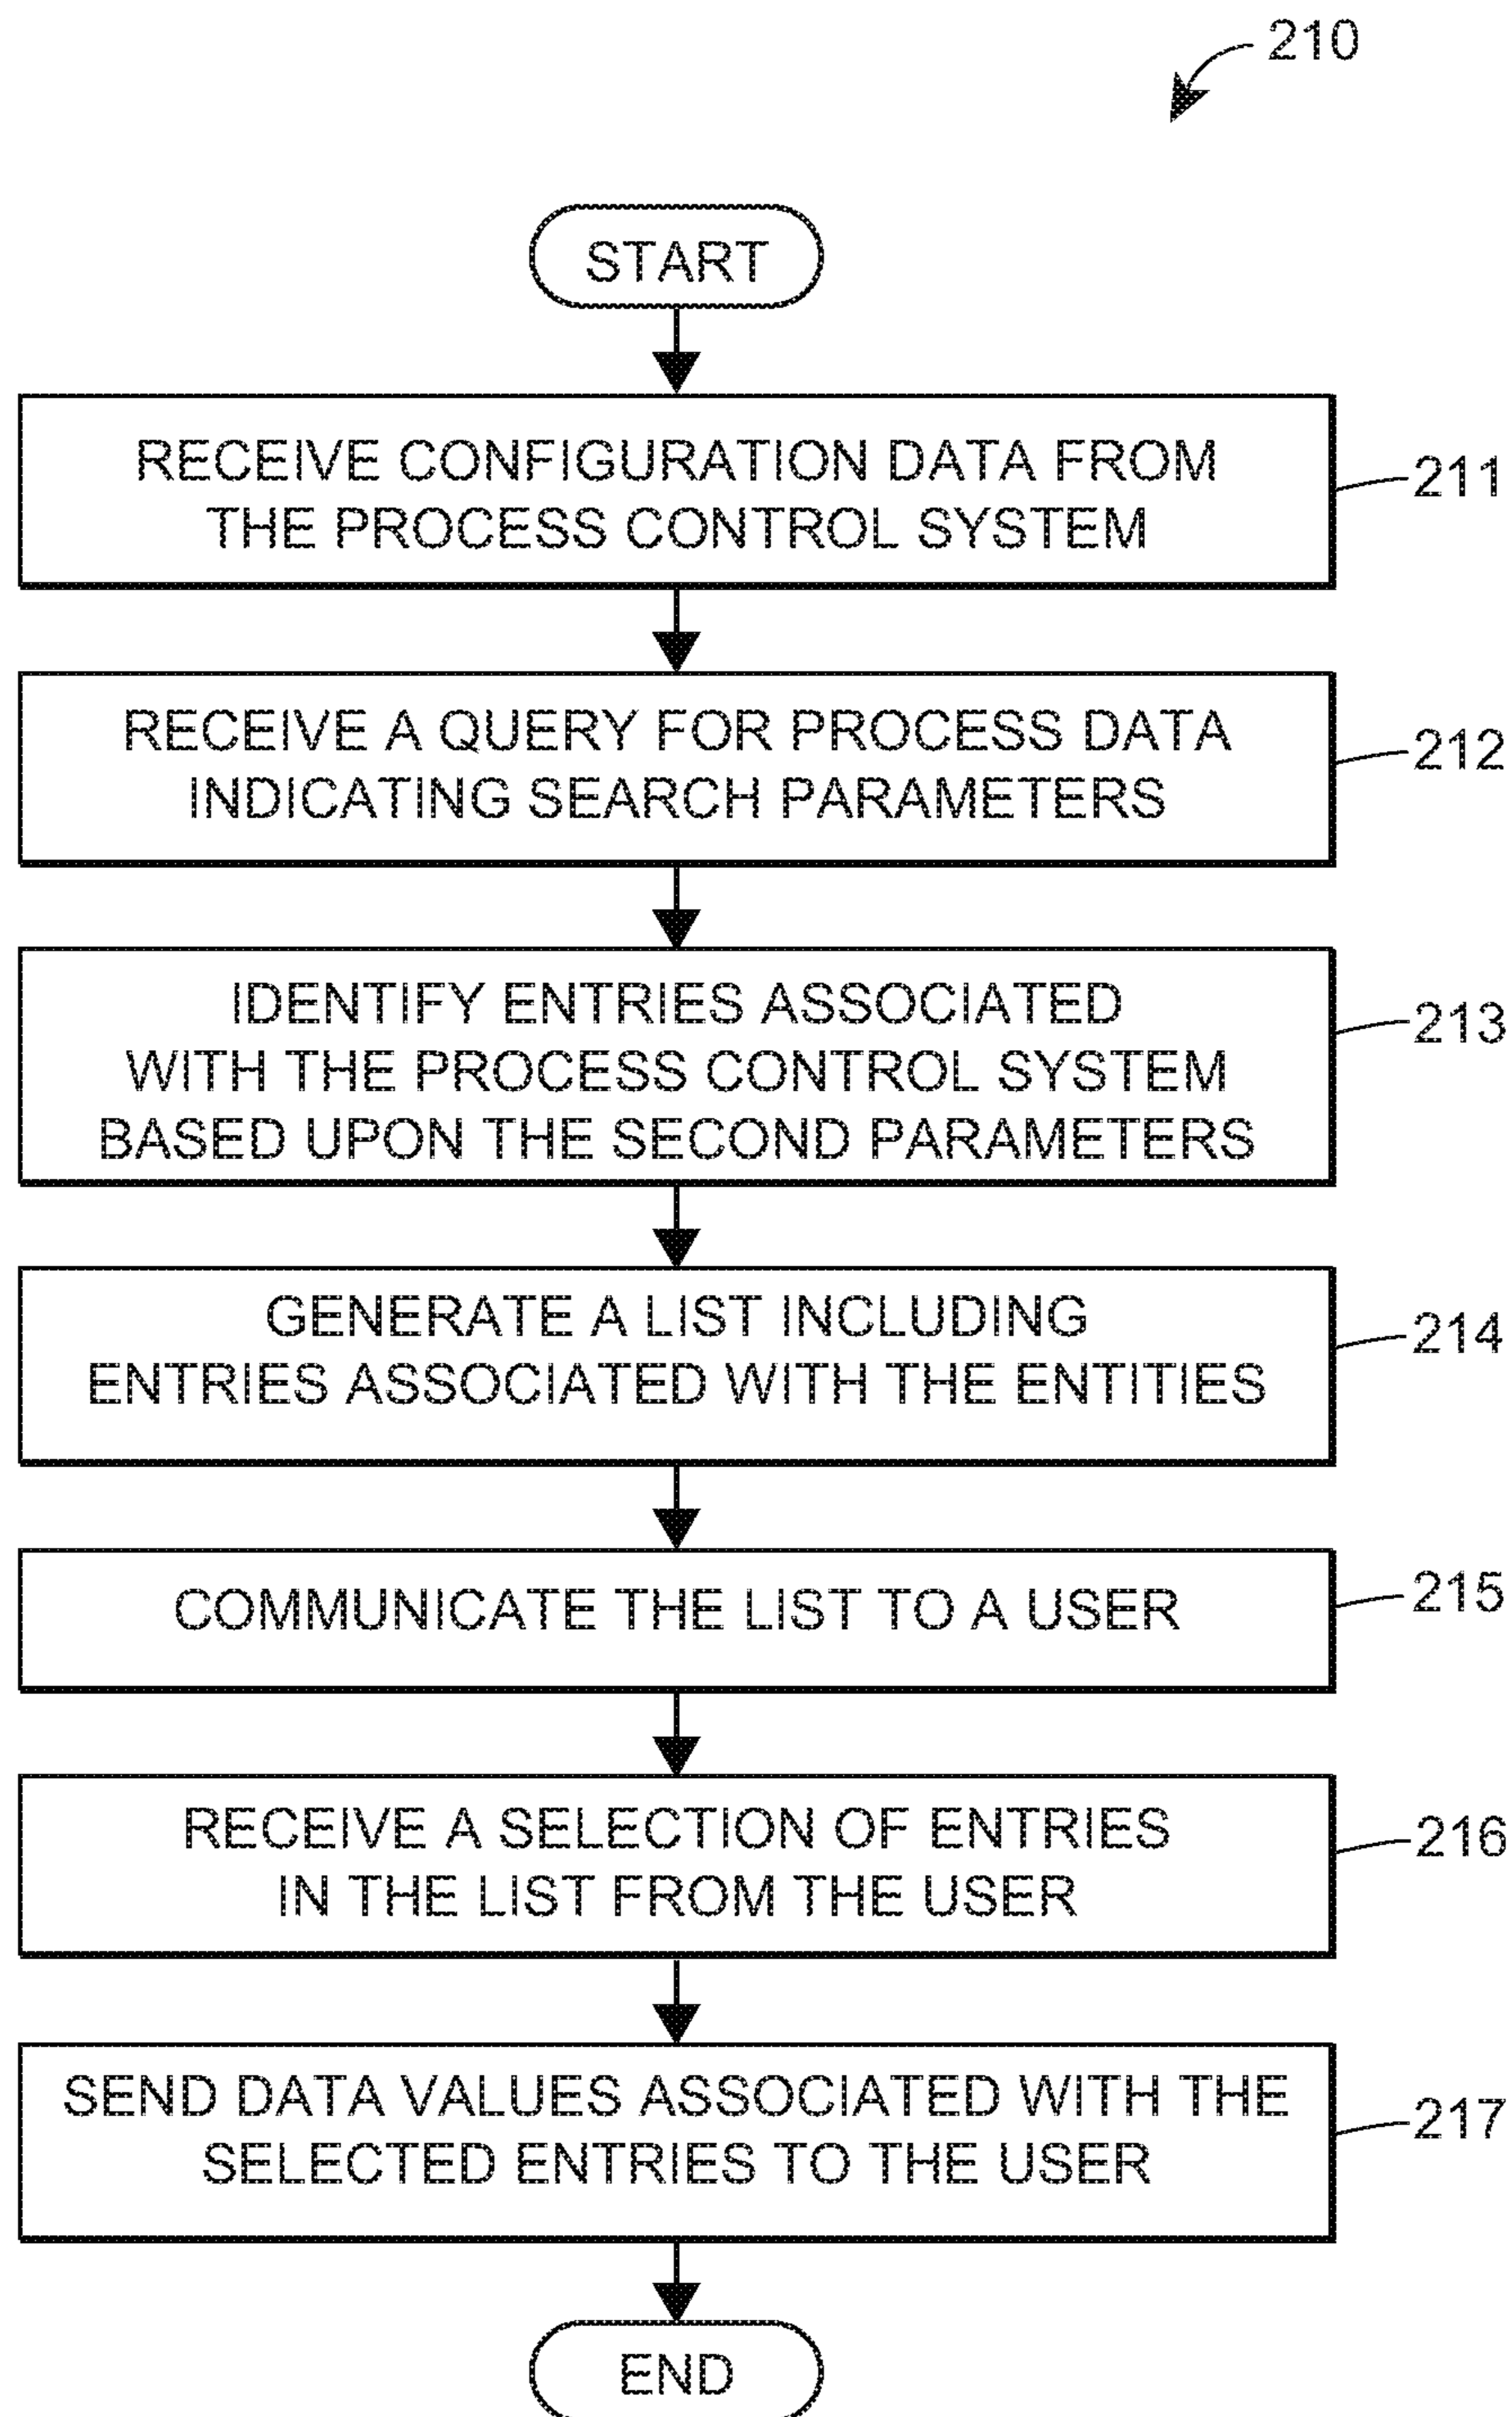 210
START
RECEIVE CONFIGURATION DATA FROM
THE PROCESS CONTROL SYSTEM
211
RECEIVE A QUERY FOR PROCESS DATA
INDICATING SEARCH PARAMETERS
212
IDENTIFY ENTRIES ASSOCIATED
WITH THE PROCESS CONTROL SYSTEM
BASED UPON THE SECOND PARAMETERS
213
GENERATE A LIST INCLUDING
ENTRIES ASSOCIATED WITH THE ENTITIES
214
COMMUNICATE THE LIST TO A USER
215
RECEIVE A SELECTION OF ENTRIES
IN THE LIST FROM THE USER
216
SEND DATA VALUES ASSOCIATED WITH THE
SELECTED ENTRIES TO THE USER
217
END